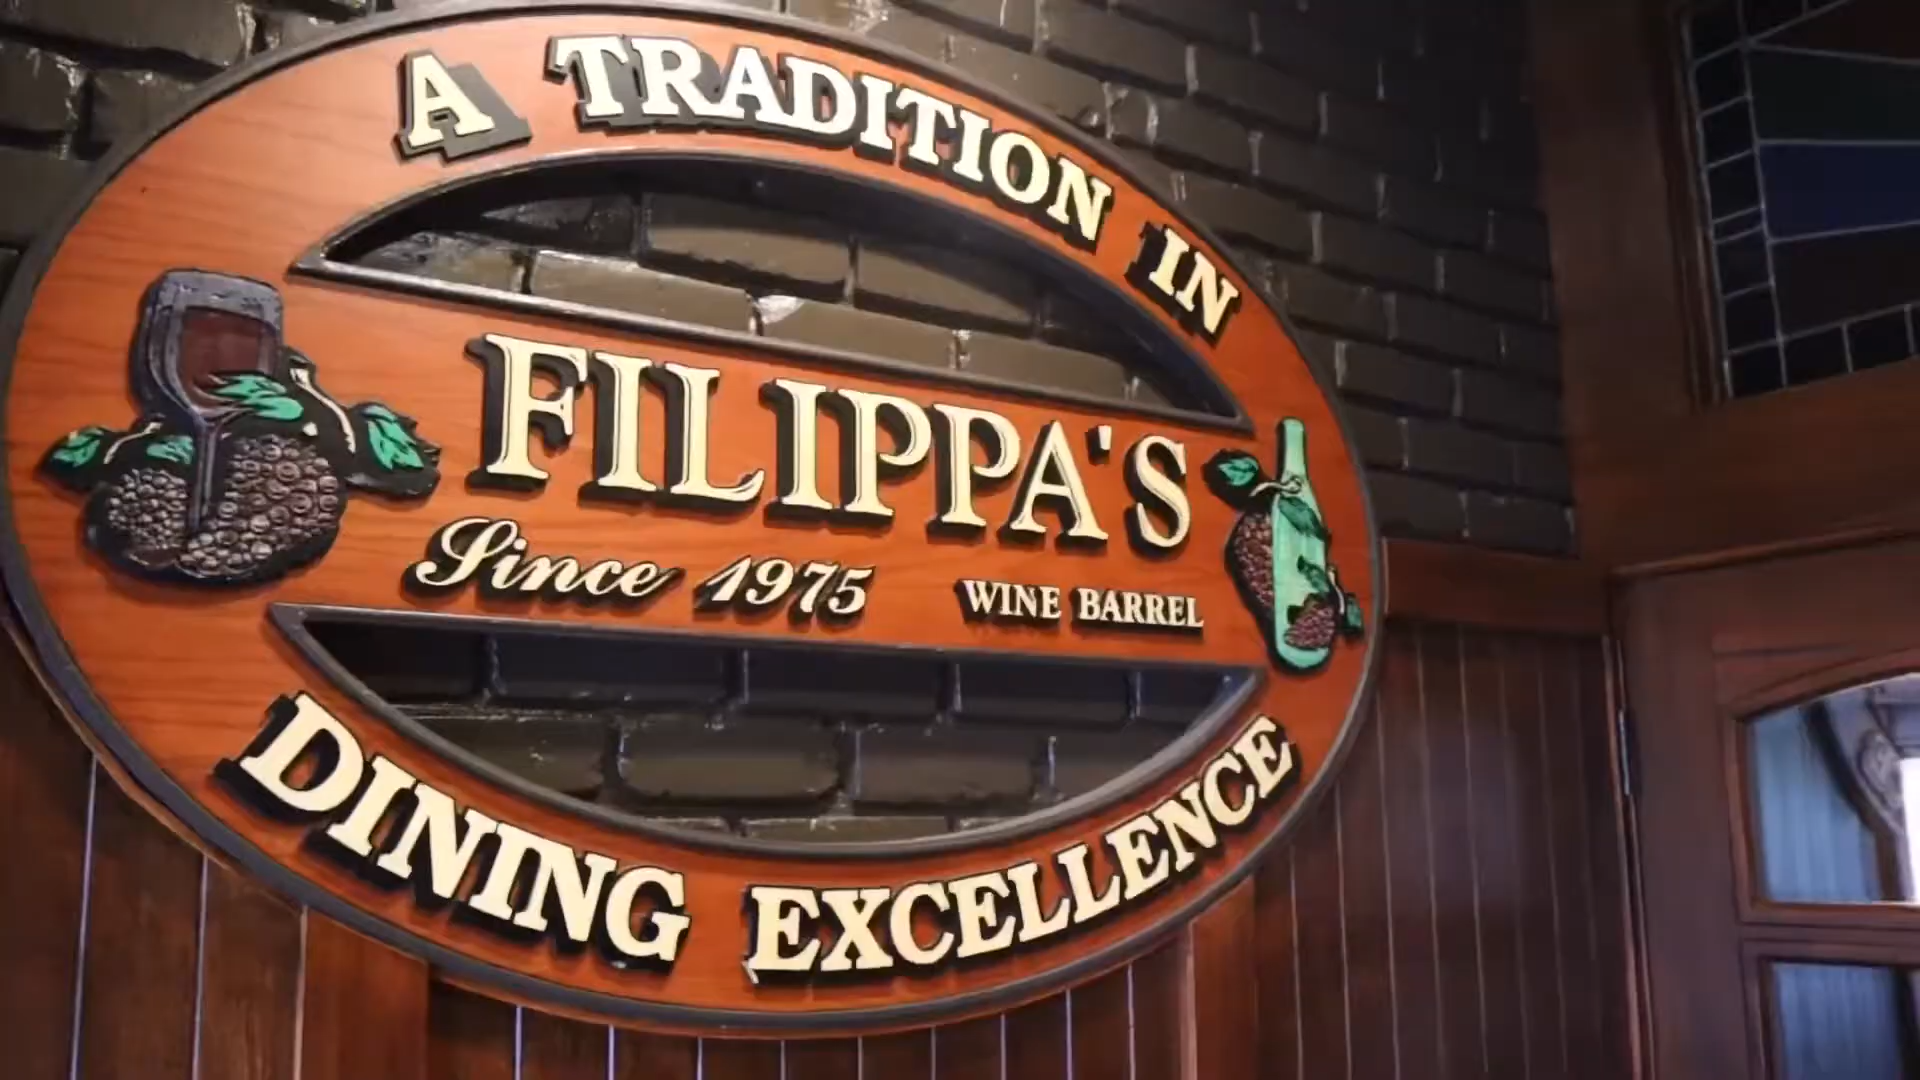 A TRADITION IN
FILIPPA'S
Since 1975 WINE BARREL
DINING EXCELLENCE